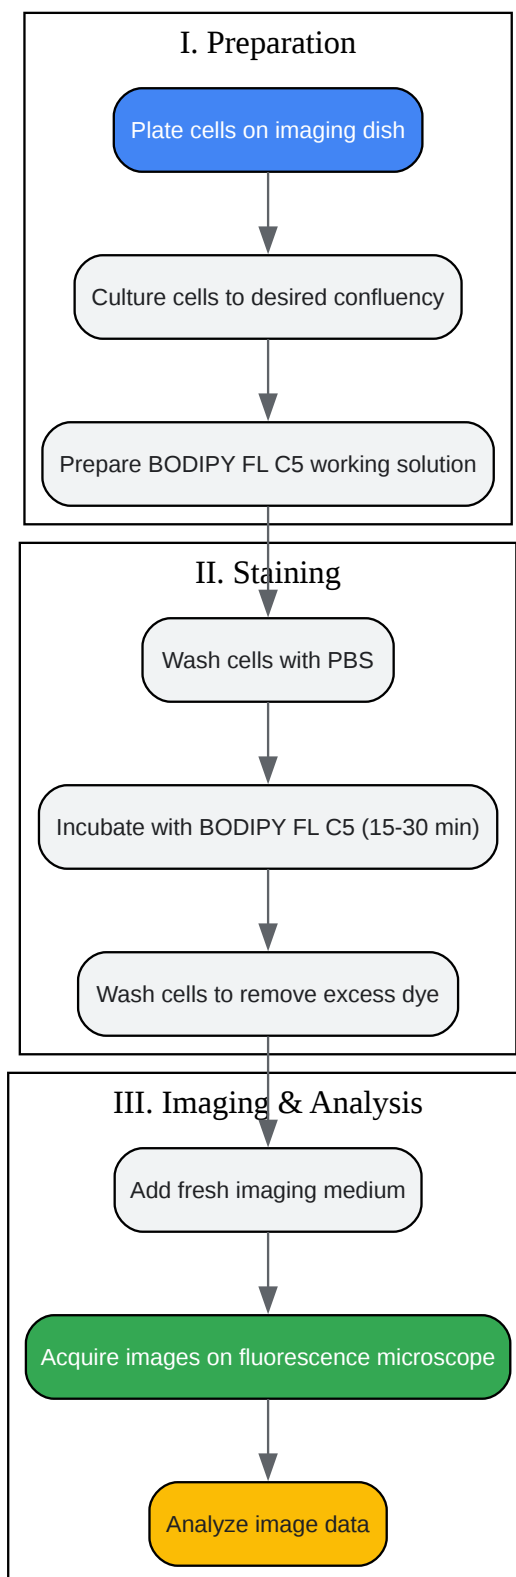 I. Preparation
Plate cells on imaging dish
Culture cells to desired confluency
Prepare BODIPY FL C5 working solution
II. Staining
Wash cells with PBS
Incubate with BODIPY FL C5 (15-30 min)
Wash cells to remove excess dye
III. Imaging & Analysis
Add fresh imaging medium
Acquire images on fluorescence microscope
Analyze image data